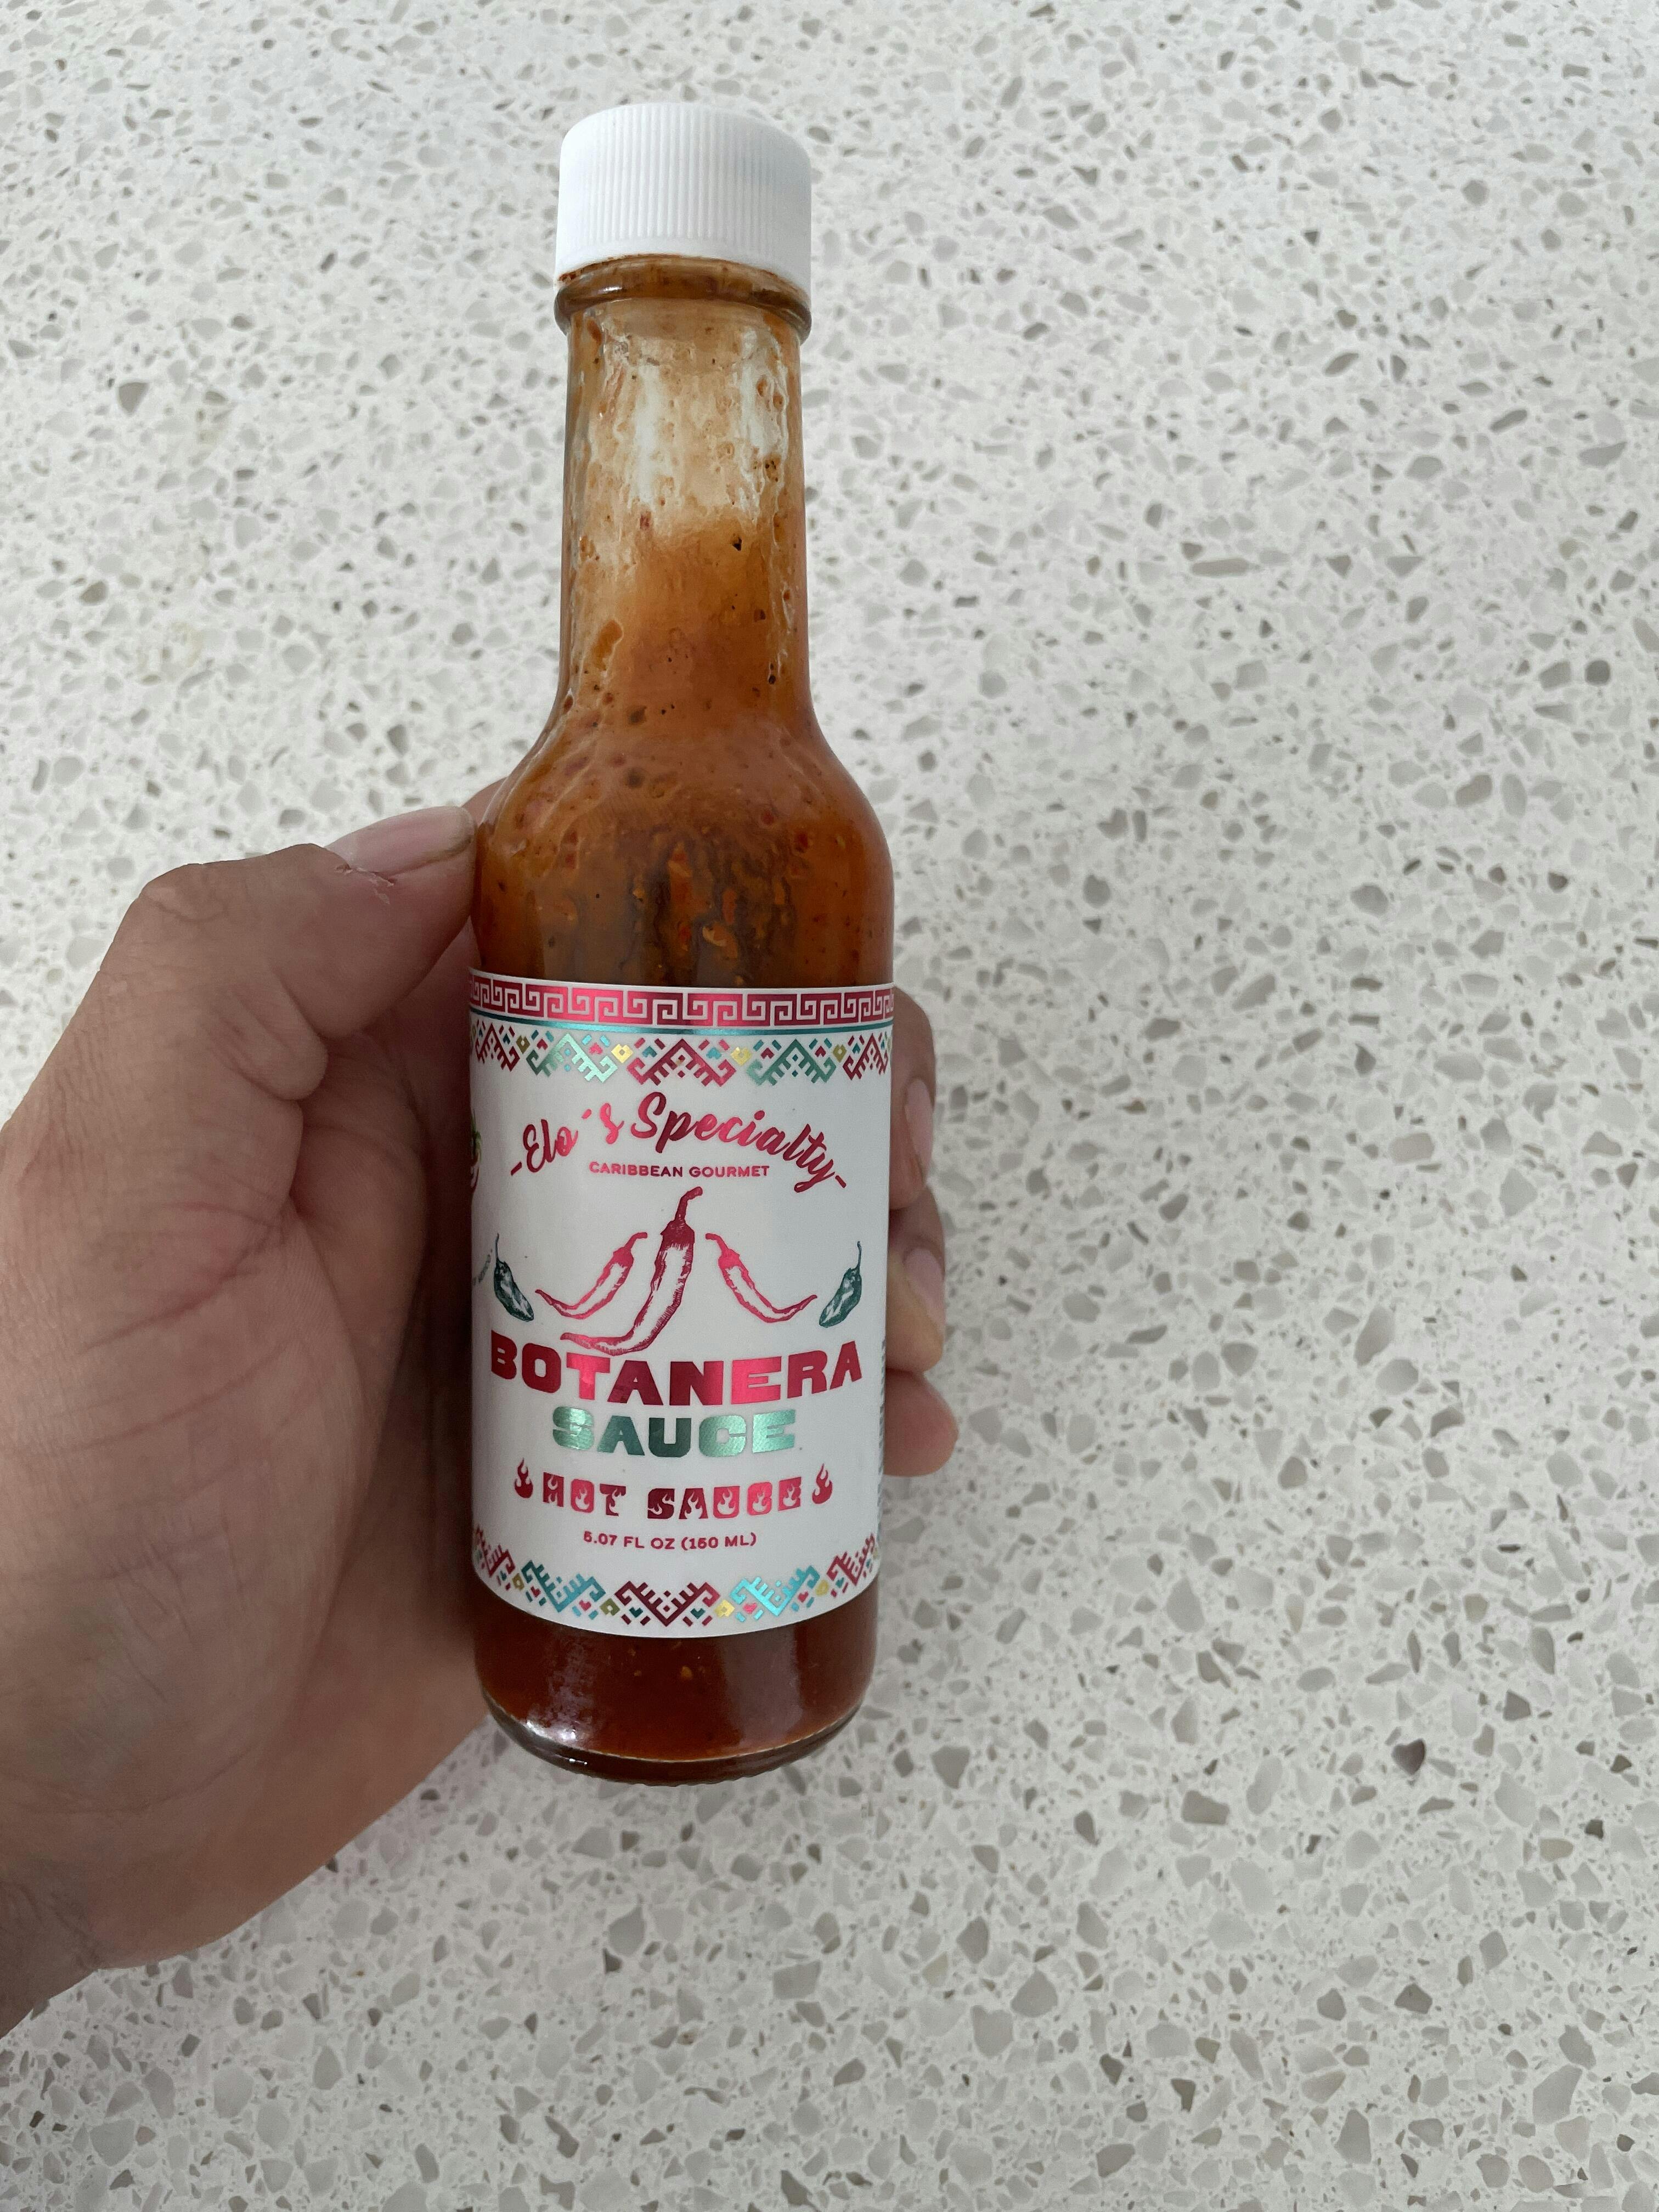 -Elo´s Specialty-
CARIBBEAN GOURMET
BOTANERA
SAUCE
HOT SAUCE
5.07 FL OZ (150 ML)